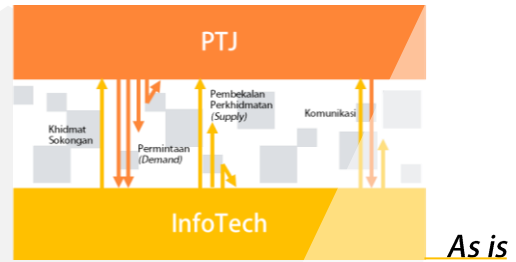 PTJ
Khidmat
Sokongan
Permintaan
(Demand)
Pembekalan
Perkhidmatan
(Supply)
Komunikasi
InfoTech
As is